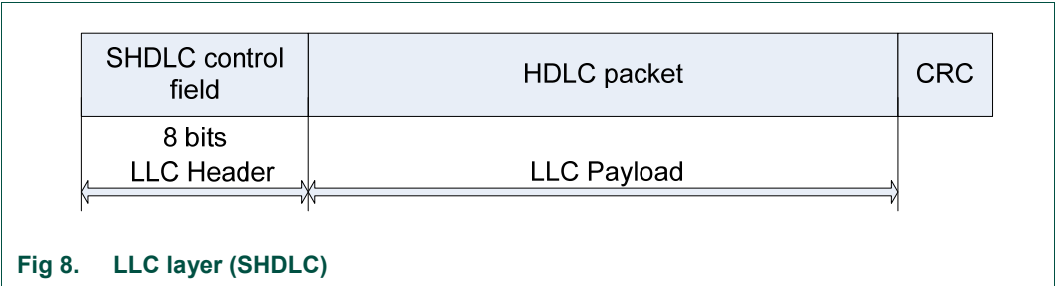 SHDLC control
field
HDLC packet
CRC
8 bits
LLC Header
LLC Payload
Fig 8. LLC layer (SHDLC)